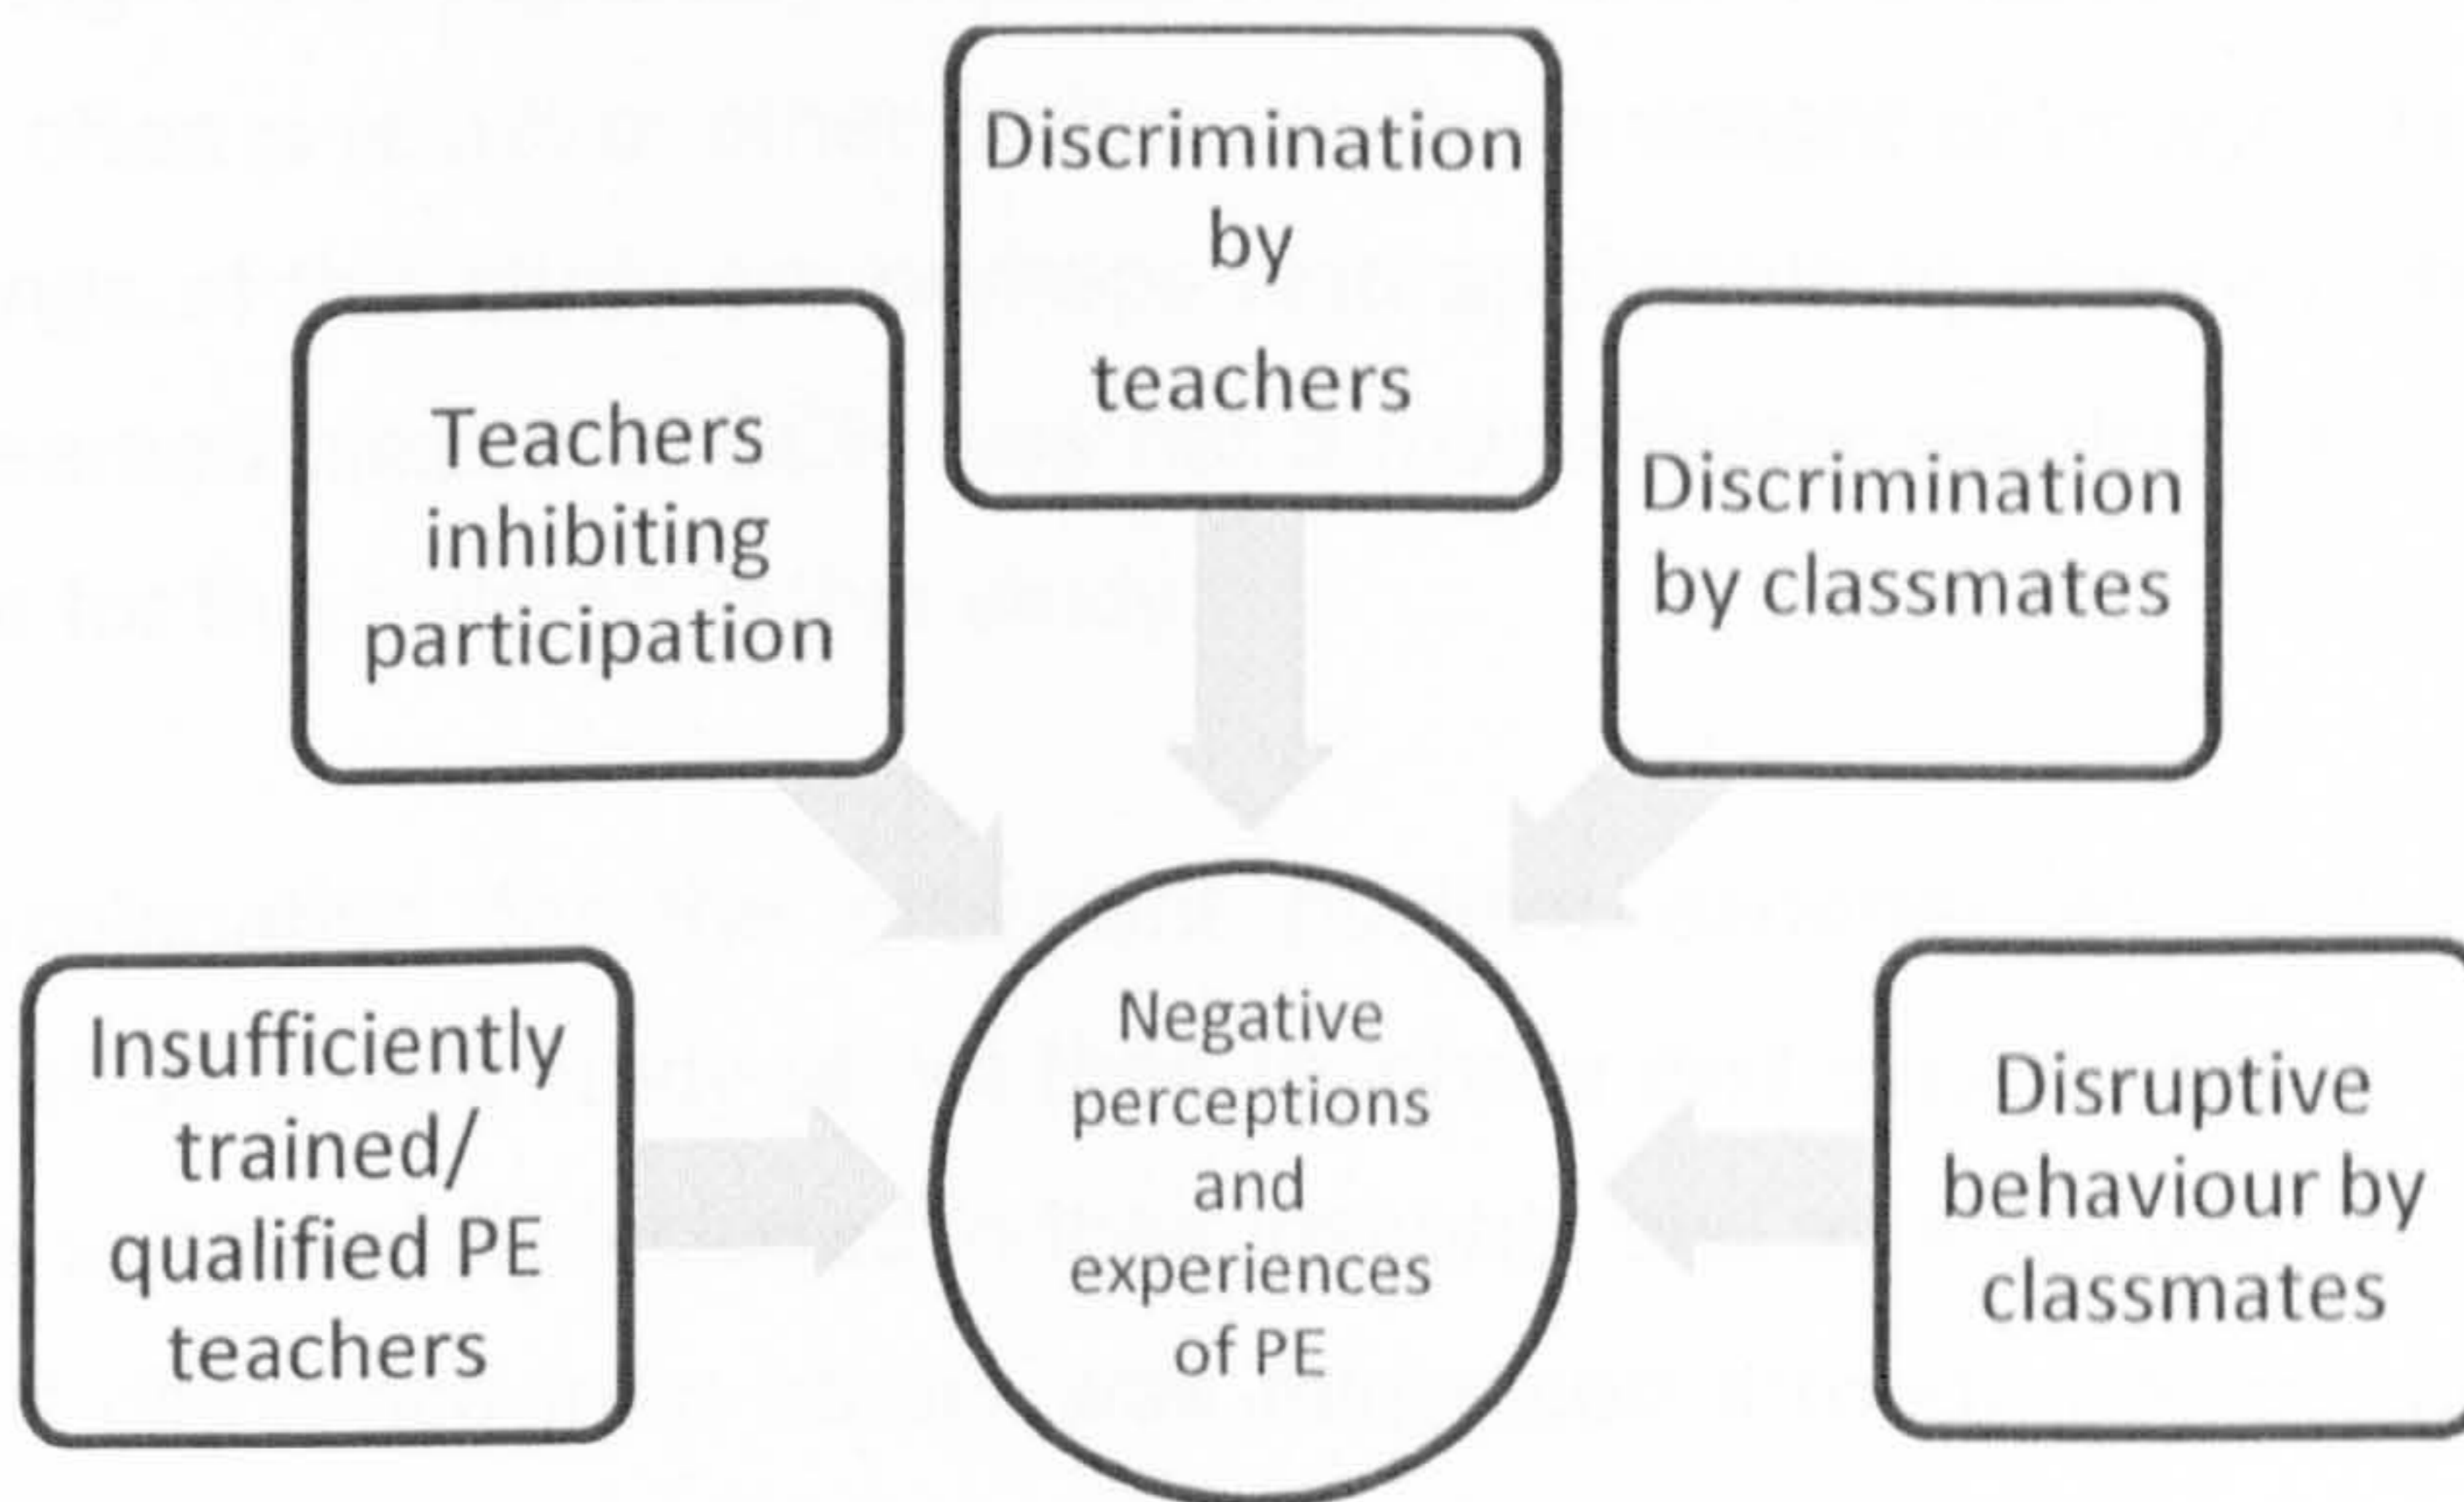 Discrimination
by
teachers
Teachers
inhibiting
participation
Discrimination
by classmates
Insufficiently
trained/
qualified PE
teachers
Negative
perceptions
and
experiences
of PE
Disruptive
behaviour by
classmates